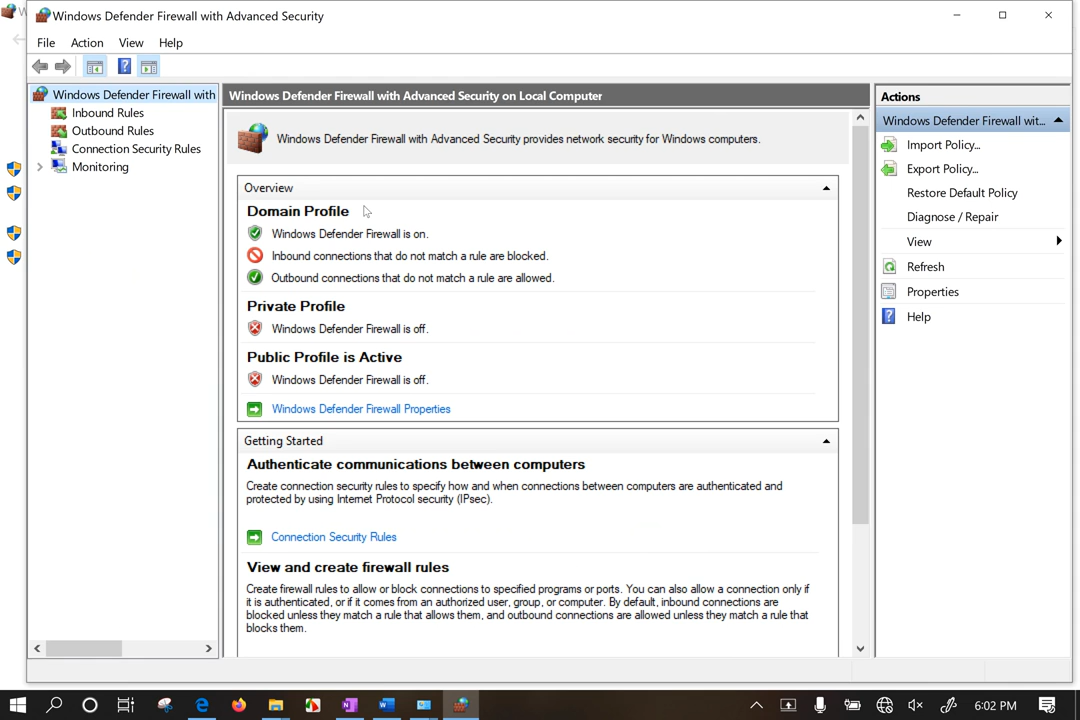 Windows Defender Firewall with Advanced Security
File Action View Help
Windows Defender Firewall with
Inbound Rules
Outbound Rules
Connection Security Rules
Monitoring
Windows Defender Firewall with Advanced Security on Local Computer
Windows Defender Firewall with Advanced Security provides network security for Windows computers.
Overview
Domain Profile
Windows Defender Firewall is on.
Inbound connections that do not match a rule are blocked.
Outbound connections that do not match a rule are allowed.
Private Profile
Windows Defender Firewall is off.
Public Profile is Active
Windows Defender Firewall is off.
Windows Defender Firewall Properties
Getting Started
Authenticate communications between computers
Create connection security rules to specify how and when connections between computers are authenticated and
protected by using Internet Protocol security (IPsec).
Connection Security Rules
View and create firewall rules
Create firewall rules to allow or block connections to specified programs or ports. You can also allow a connection only if
it is authenticated, or if it comes from an authorized user, group, or computer. By default, inbound connections are
blocked unless they match a rule that allows them, and outbound connections are allowed unless they match a rule that
blocks them.
Actions
Windows Defender Firewall wit...
Import Policy...
Export Policy...
Restore Default Policy
Diagnose / Repair
View
Refresh
Properties
Help
6:02 PM